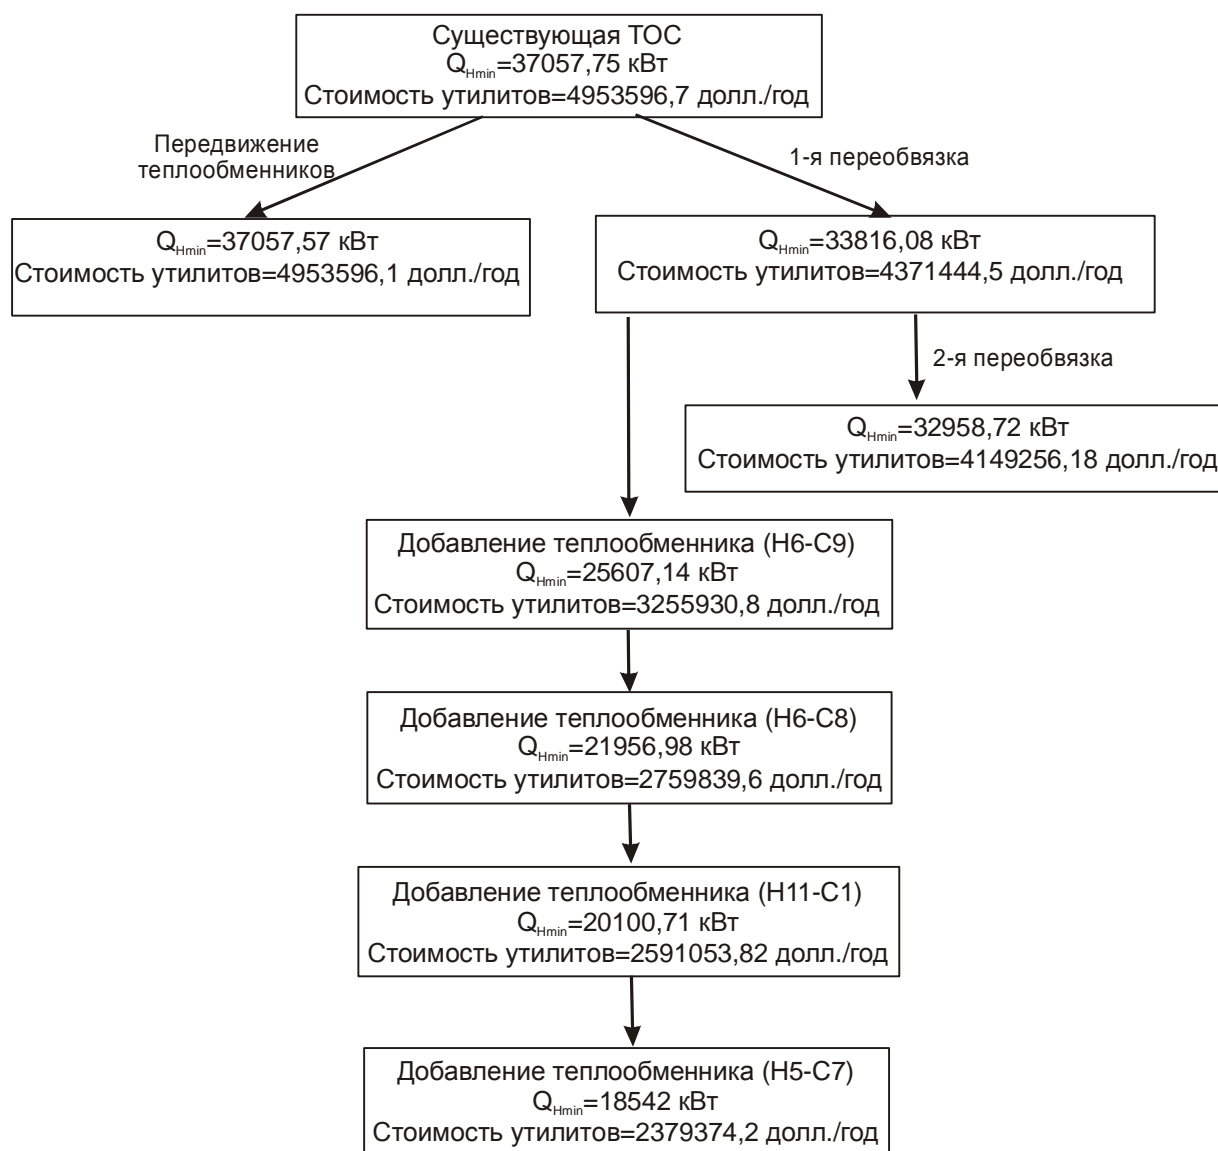 Существующая ТОС
QHmin=37057,75 кВт
Стоимость утилитов=4953596,7 долл./год
Передвижение
теплообменников
1-я переобвязка
QHmin=37057,57 кВт
Стоимость утилитов=4953596,1 долл./год
QHmin=33816,08 кВт
Стоимость утилитов=4371444,5 долл./год
2-я переобвязка
QHmin=32958,72 кВт
Стоимость утилитов=4149256,18 долл./год
Добавление теплообменника (H6-C9)
QHmin=25607,14 кВт
Стоимость утилитов=3255930,8 долл./год
Добавление теплообменника (H6-C8)
QHmin=21956,98 кВт
Стоимость утилитов=2759839,6 долл./год
Добавление теплообменника (H11-C1)
QHmin=20100,71 кВт
Стоимость утилитов=2591053,82 долл./год
Добавление теплообменника (H5-C7)
QHmin=18542 кВт
Стоимость утилитов=2379374,2 долл./год